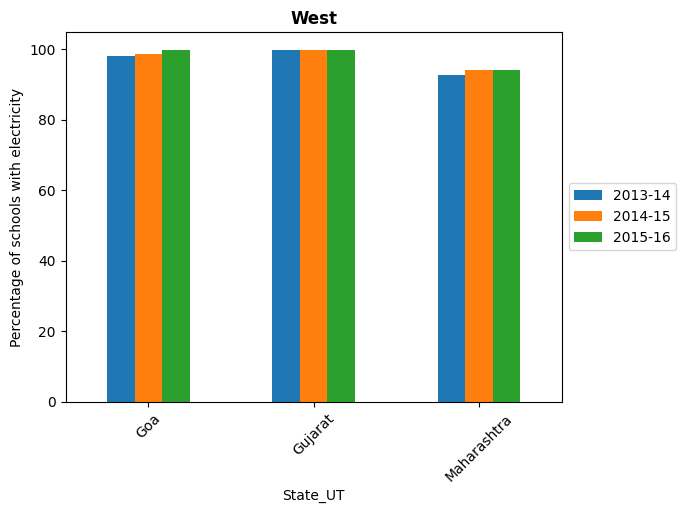 West
Percentage of schools with electricity
100
80
60
40
20
0
Goa
Gujarat
Maharashtra
State_UT
2013-14
2014-15
2015-16